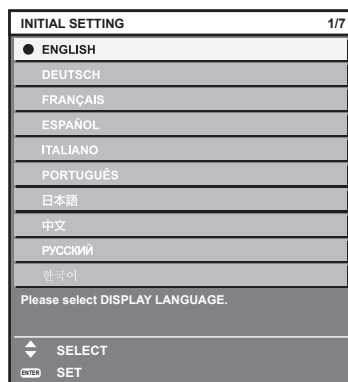 INITIAL SETTING 1/7
ENGLISH
DEUTSCH
FRANÇAIS
ESPAÑOL
ITALIANO
PORTUGUÊS
日本語
中文
РУССКИЙ
한국어
Please select DISPLAY LANGUAGE.
SELECT
ENTER SET